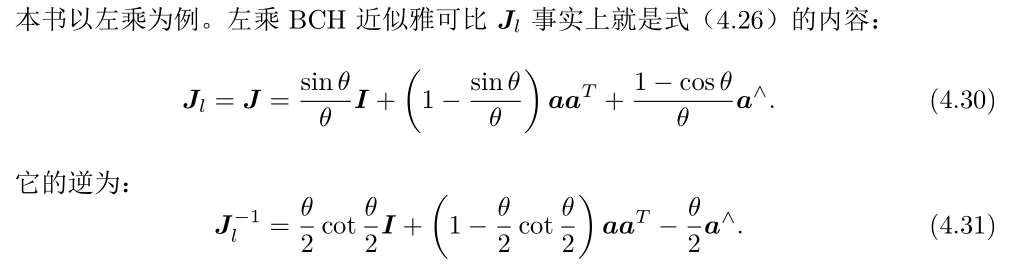 本书以左乘为例。左乘 BCH 近似雅可比 J_l 事实上就是式（4.26）的内容：
J_l = J = \frac{\sin\theta}{\theta} I + \left(1 - \frac{\sin\theta}{\theta}\right) aa^T + \frac{1 - \cos\theta}{\theta} a^\wedge. (4.30)
它的逆为：
J_l^{-1} = \frac{\theta}{2} \cot\frac{\theta}{2} I + \left(1 - \frac{\theta}{2} \cot\frac{\theta}{2}\right) aa^T - \frac{\theta}{2} a^\wedge. (4.31)